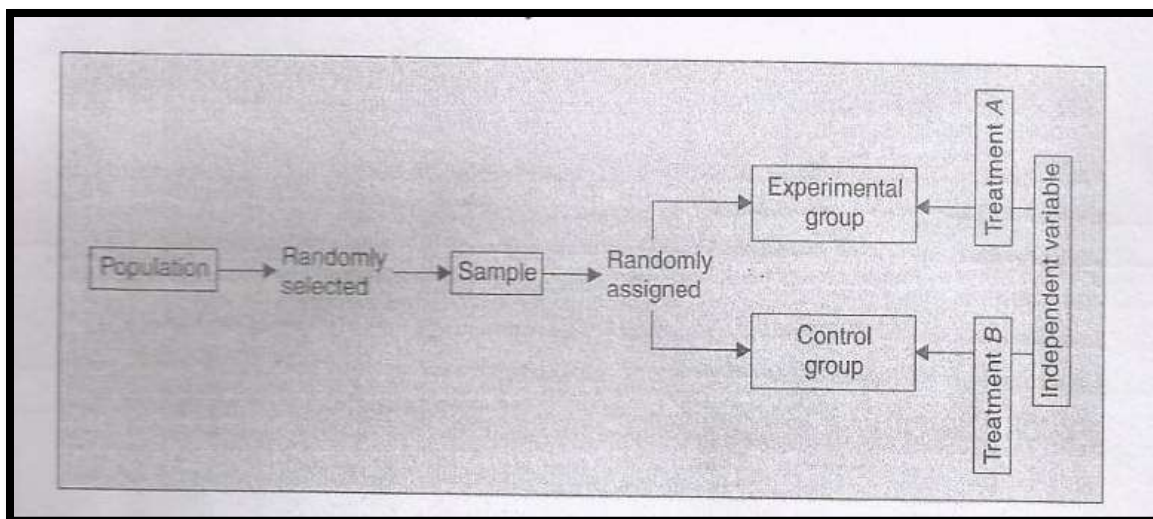 Population
Randomly
selected
Sample
Randomly
assigned
Experimental
group
Control
group
Treatment A
Treatment B
Independent variable